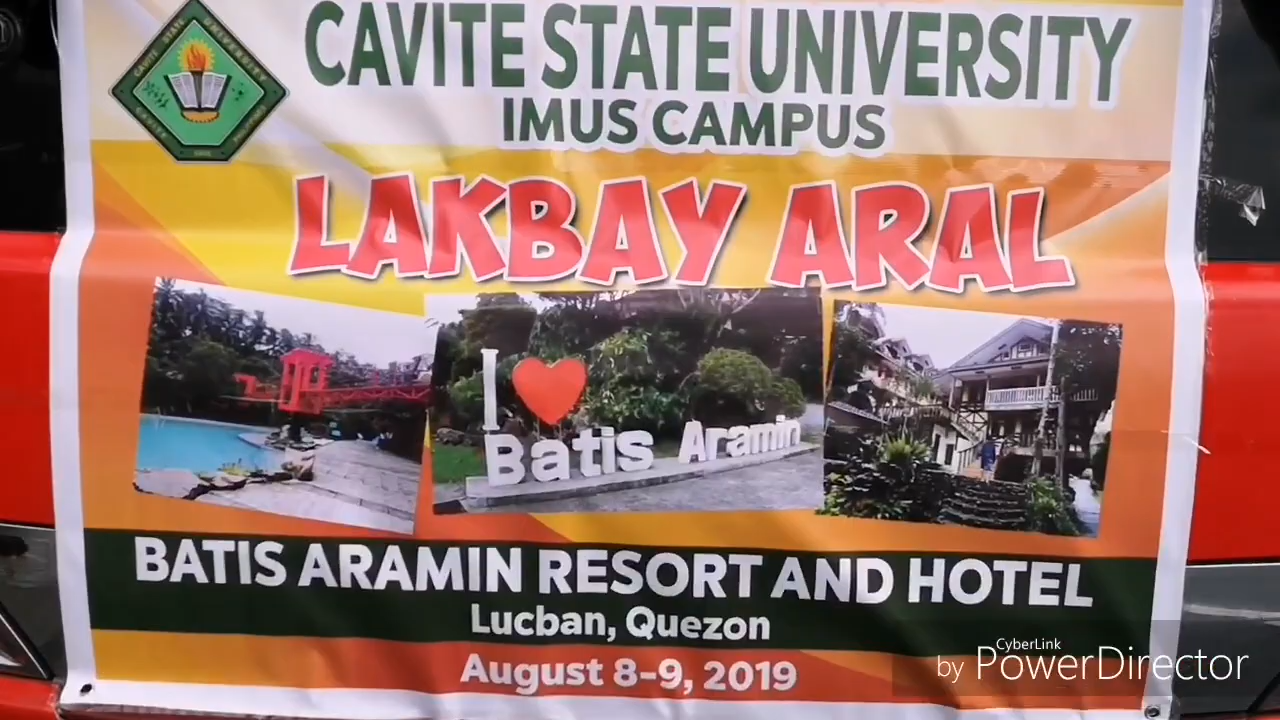 CAVITE STATE UNIVERSITY
IMUS CAMPUS
LAKBAY ARAL
I
Batis Aramin
BATIS ARAMIN RESORT AND HOTEL
Lucban, Quezon
August 8-9, 2019
CyberLink
by PowerDirector